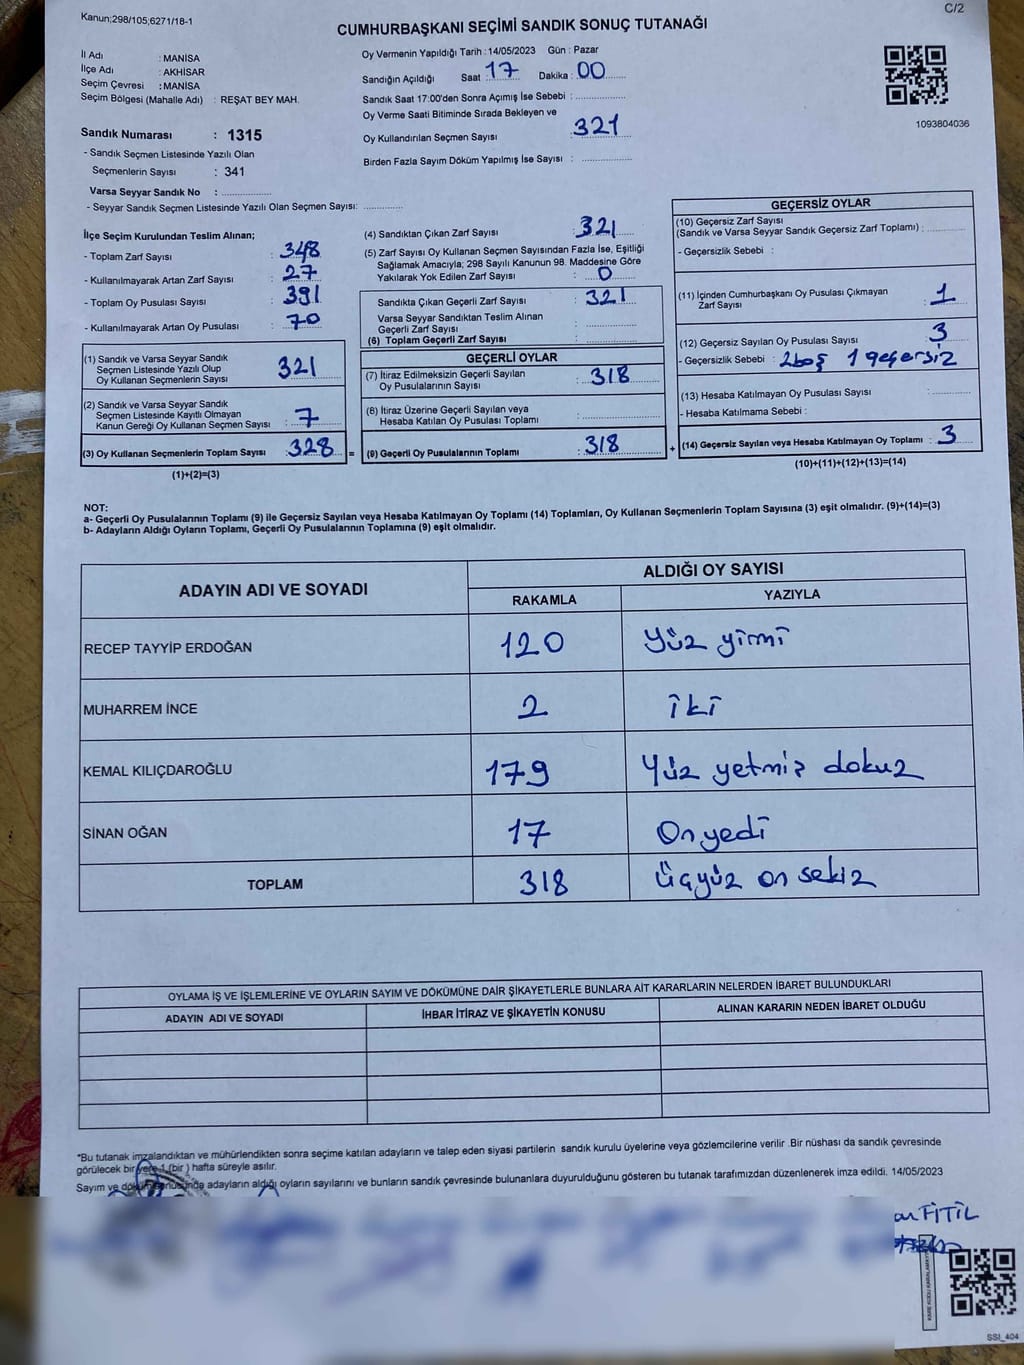 Kanun;298/105,6271/18-1
C/2
CUMHURBAŞKANI SEÇİMİ SANDIK SONUÇ TUTANAĞI
İl Adı : MANİSA
İlçe Adı : AKHİSAR
Seçim Çevresi : MANİSA
Seçim Bölgesi (Mahalle Adı) : REŞAT BEY MAH.
Sandık Numarası : 1315
- Sandık Seçmen Listesinde Yazılı Olan
Seçmenlerin Sayısı : 341
Varsa Seyyar Sandık No :
- Seyyar Sandık Seçmen Listesinde Yazılı Olan Seçmen Sayısı:
Oy Vermenin Yapıldığı Tarih : 14/05/2023 Gün : Pazar
Sandığın Açıldığı Saat : 17 Dakika : 00
Sandık Saat 17:00'den Sonra Açımış İse Sebebi :
Oy Verme Saati Bitiminde Sırada Bekleyen ve
Oy Kullandırılan Seçmen Sayısı : 321
Birden Fazla Sayım Döküm Yapılmış İse Sayısı :
1093804036
İlçe Seçim Kurulundan Teslim Alınan;
- Toplam Zarf Sayısı : 348
- Kullanılmayarak Artan Zarf Sayısı : 27
- Toplam Oy Pusulası Sayısı : 391
- Kullanılmayarak Artan Oy Pusulası : 70
(1) Sandık ve Varsa Seyyar Sandık
Seçmen Listesinde Yazılı Olup
Oy Kullanan Seçmenlerin Sayısı : 321
(2) Sandık ve Varsa Seyyar Sandık
Seçmen Listesinde Kayıtlı Olmayan
Kanun Gereği Oy Kullanan Seçmen Sayısı : 7
(3) Oy Kullanan Seçmenlerin Toplam Sayısı : 328 =
(1)+(2)=(3)
(4) Sandıktan Çıkan Zarf Sayısı : 321
(5) Zarf Sayısı Oy Kullanan Seçmen Sayısından Fazla İse, Eşitliği
Sağlamak Amacıyla; 298 Sayılı Kanunun 98. Maddesine Göre
Yakılarak Yok Edilen Zarf Sayısı : 0
Sandıkta Çıkan Geçerli Zarf Sayısı : 321
Varsa Seyyar Sandıktan Teslim Alınan
Geçerli Zarf Sayısı :
(6) Toplam Geçerli Zarf Sayısı :
GEÇERLİ OYLAR
(7) İtiraz Edilmeksizin Geçerli Sayılan
Oy Pusulalarının Sayısı : 318
(8) İtiraz Üzerine Geçerli Sayılan veya
Hesaba Katılan Oy Pusulası Toplamı :
(9) Geçerli Oy Pusulalarının Toplamı : 318 +
GEÇERSİZ OYLAR
(10) Geçersiz Zarf Sayısı
(Sandık ve Varsa Seyyar Sandık Geçersiz Zarf Toplamı) :
- Geçersizlik Sebebi :
(11) İçinden Cumhurbaşkanı Oy Pusulası Çıkmayan
Zarf Sayısı : 1
(12) Geçersiz Sayılan Oy Pusulası Sayısı : 3
- Geçersizlik Sebebi : 2boş 1 geçersiz
(13) Hesaba Katılmayan Oy Pusulası Sayısı :
- Hesaba Katılmama Sebebi :
(14) Geçersiz Sayılan veya Hesaba Katılmayan Oy Toplamı : 3
(10)+(11)+(12)+(13)=(14)
NOT:
a- Geçerli Oy Pusulalarının Toplamı (9) ile Geçersiz Sayılan veya Hesaba Katılmayan Oy Toplamı (14) Toplamları, Oy Kullanan Seçmenlerin Toplam Sayısına (3) eşit olmalıdır. (9)+(14)=(3)
b- Adayların Aldığı Oyların Toplamı, Geçerli Oy Pusulalarının Toplamına (9) eşit olmalıdır.
ADAYIN ADI VE SOYADI
ALDIĞI OY SAYISI
RAKAMLA YAZIYLA
RECEP TAYYİP ERDOĞAN 120 Yüz yirmi
MUHARREM İNCE 2 iki
KEMAL KILIÇDAROĞLU 179 Yüz yetmiş dokuz
SİNAN OĞAN 17 On yedi
TOPLAM 318 üçyüz on sekiz
OYLAMA İŞ VE İŞLEMLERİNE VE OYLARIN SAYIM VE DÖKÜMÜNE DAİR ŞİKAYETLERLE BUNLARA AİT KARARLARIN NELERDEN İBARET BULUNDUKLARI
ADAYIN ADI VE SOYADI İHBAR İTİRAZ VE ŞİKAYETİN KONUSU ALINAN KARARIN NEDEN İBARET OLDUĞU
*Bu tutanak imzalandıktan ve mühürlendikten sonra seçime katılan adayların ve talep eden siyasi partilerin sandık kurulu üyelerine veya gözlemcilerine verilir .Bir nüshası da sandık çevresinde
görülecek bir yere 1 (bir ) hafta süreyle asılır.
Sayım ve döküm sonusunda adayların aldığı oyların sayılarını ve bunların sandık çevresinde bulunanlara duyurulduğunu gösteren bu tutanak tarafımızdan düzenlenerek imza edildi. 14/05/2023
FİTİL
SSI_404